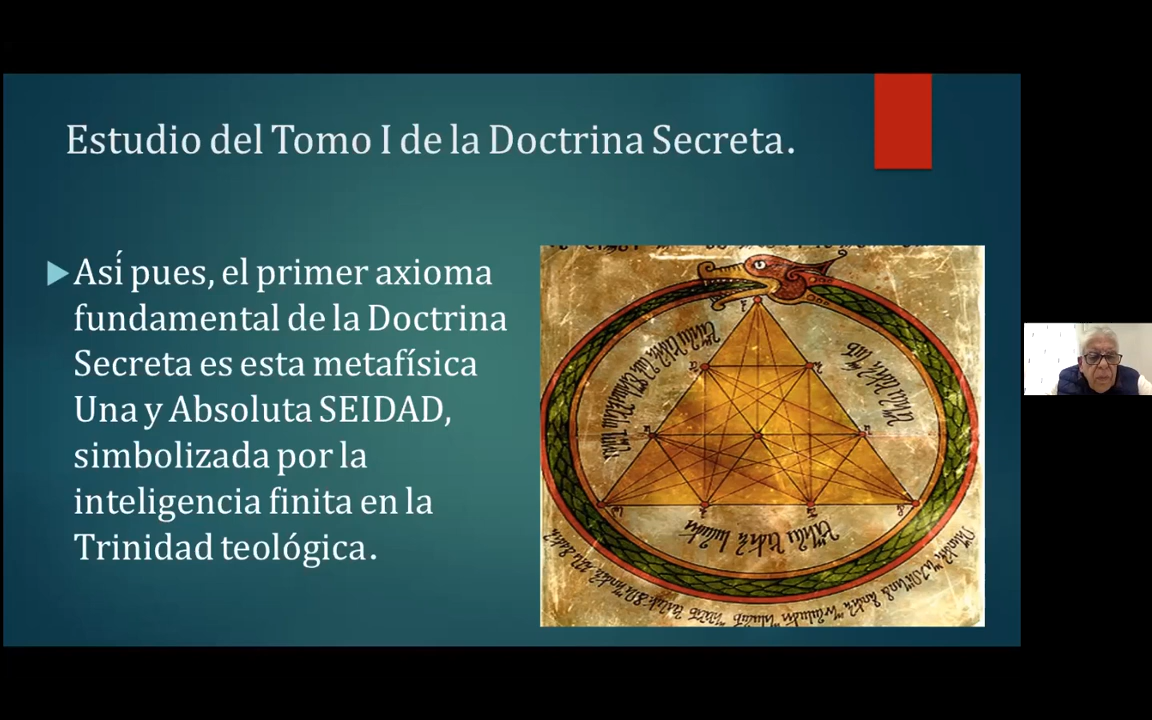 Estudio del Tomo I de la Doctrina Secreta.
Así pues, el primer axioma
fundamental de la Doctrina
Secreta es esta metafísica
Una y Absoluta SEIDAD,
simbolizada por la
inteligencia finita en la
Trinidad teológica.